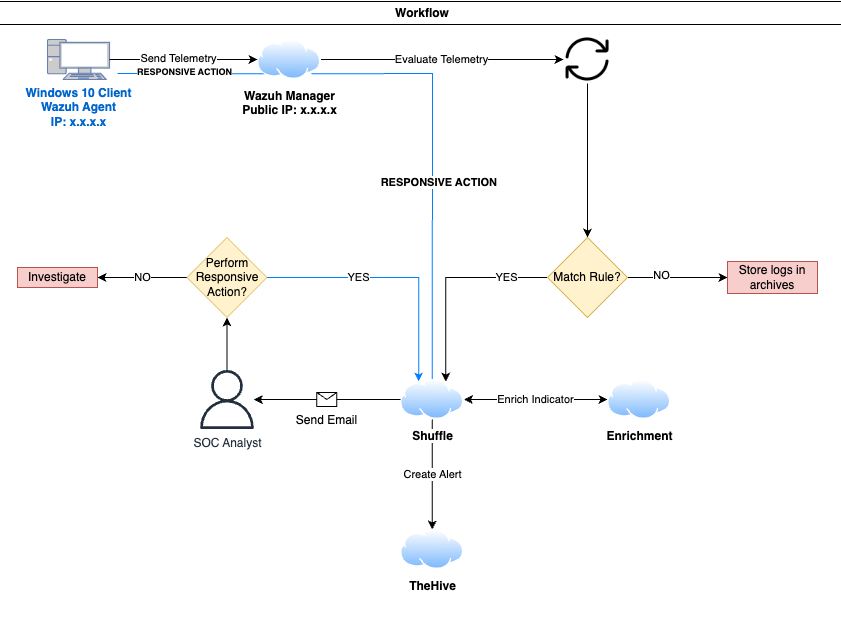 Workflow
Send Telemetry
Evaluate Telemetry
RESPONSIVE ACTION
Windows 10 Client
Wazuh Agent
IP: x.x.x.x
Wazuh Manager
Public IP: x.x.x.x
RESPONSIVE ACTION
Investigate
NO
Perform
Responsive
Action?
YES
YES
Match Rule?
NO
Store logs in
archives
Send Email
SOC Analyst
Enrich Indicator
Shuffle
Enrichment
Create Alert
TheHive